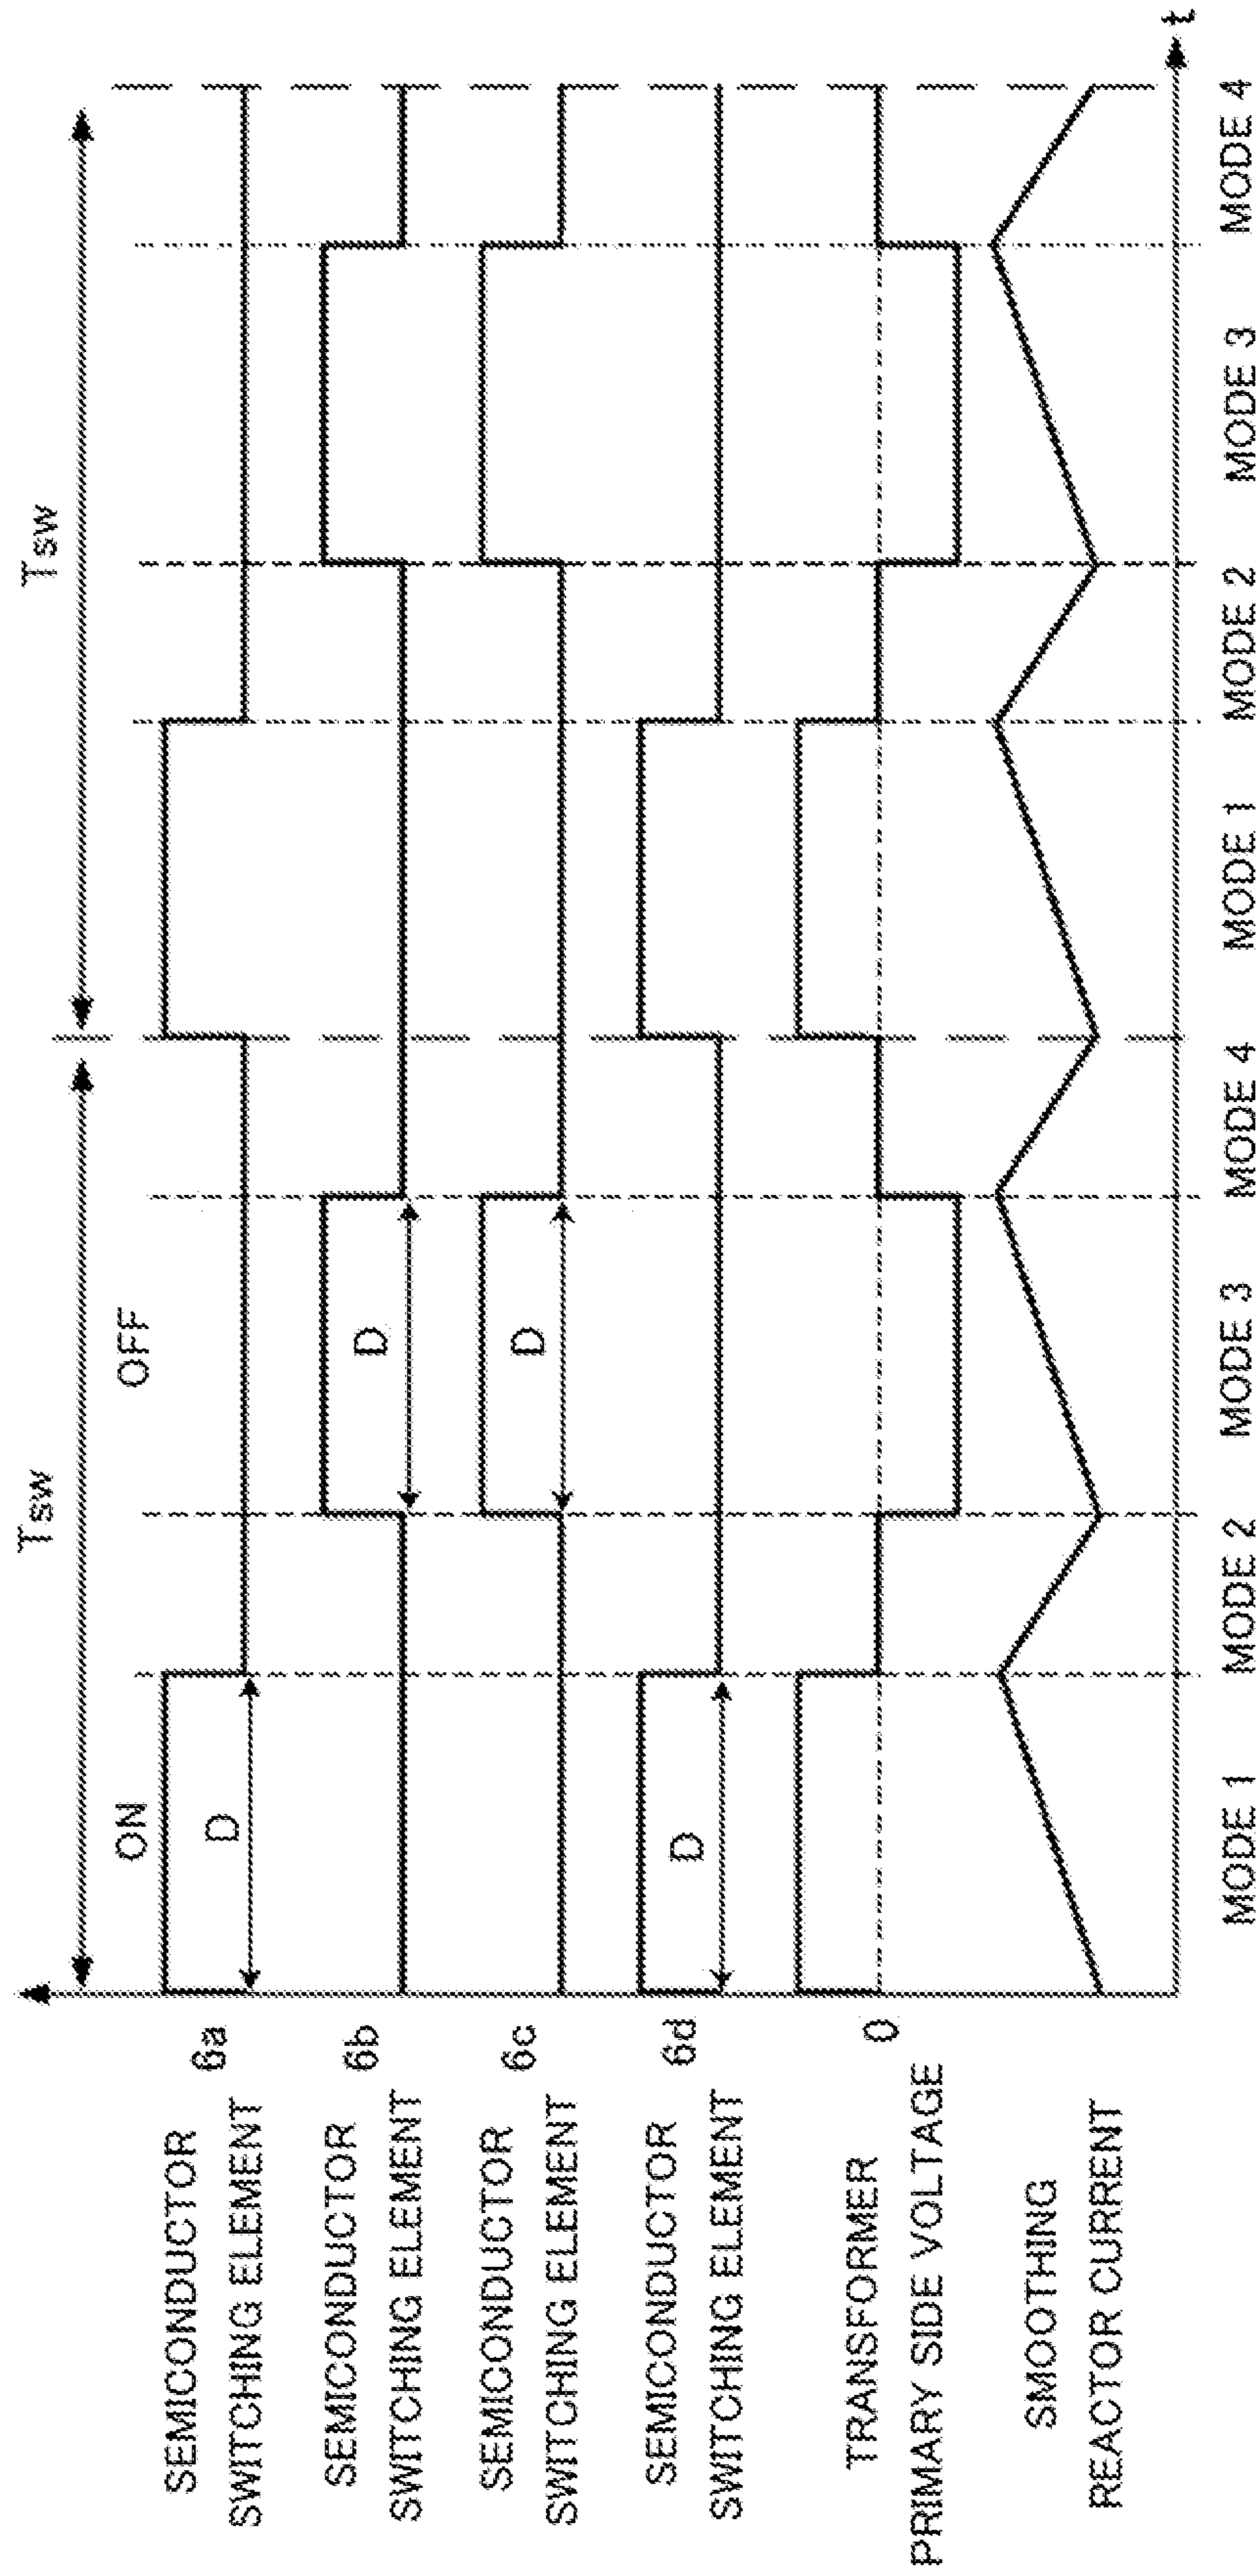 Tsw
Tsw
ON
OFF
SEMICONDUCTOR
SWITCHING ELEMENT
6a
D
SEMICONDUCTOR
SWITCHING ELEMENT
6b
D
SEMICONDUCTOR
SWITCHING ELEMENT
6c
D
SEMICONDUCTOR
SWITCHING ELEMENT
6d
D
TRANSFORMER
PRIMARY SIDE VOLTAGE
0
SMOOTHING
REACTOR CURRENT
t
MODE 1
MODE 2
MODE 3
MODE 4
MODE 1
MODE 2
MODE 3
MODE 4